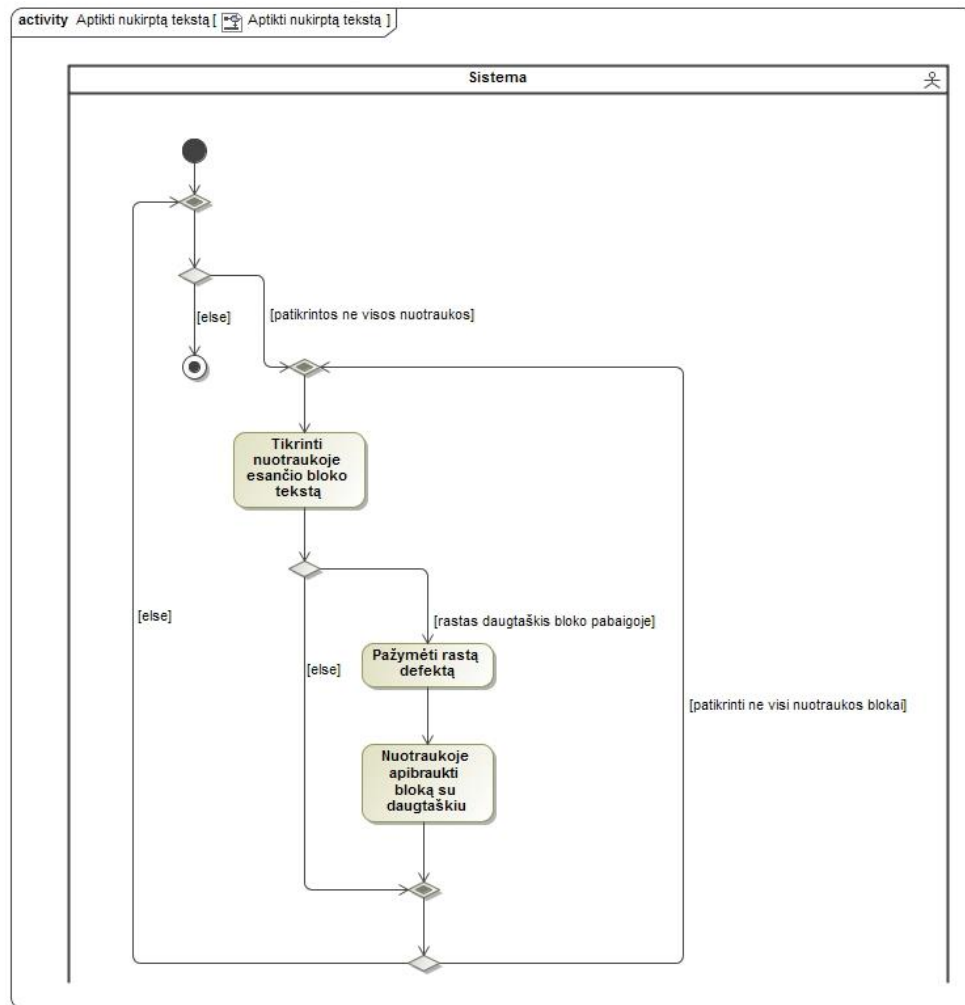 activity Aptikti nukirptą tekstą [ Aptikti nukirptą tekstą ]
Sistema
[else]
[patikrintos ne visos nuotraukos]
Tikrinti
nuotraukoje
esančio bloko
tekstą
[else]
[rastas daugtaškis bloko pabaigoje]
Pažymėti rastą
defektą
[else]
[patikrinti ne visi nuotraukos blokai]
Nuotraukoje
apibraukti
bloką su
daugtaškiu